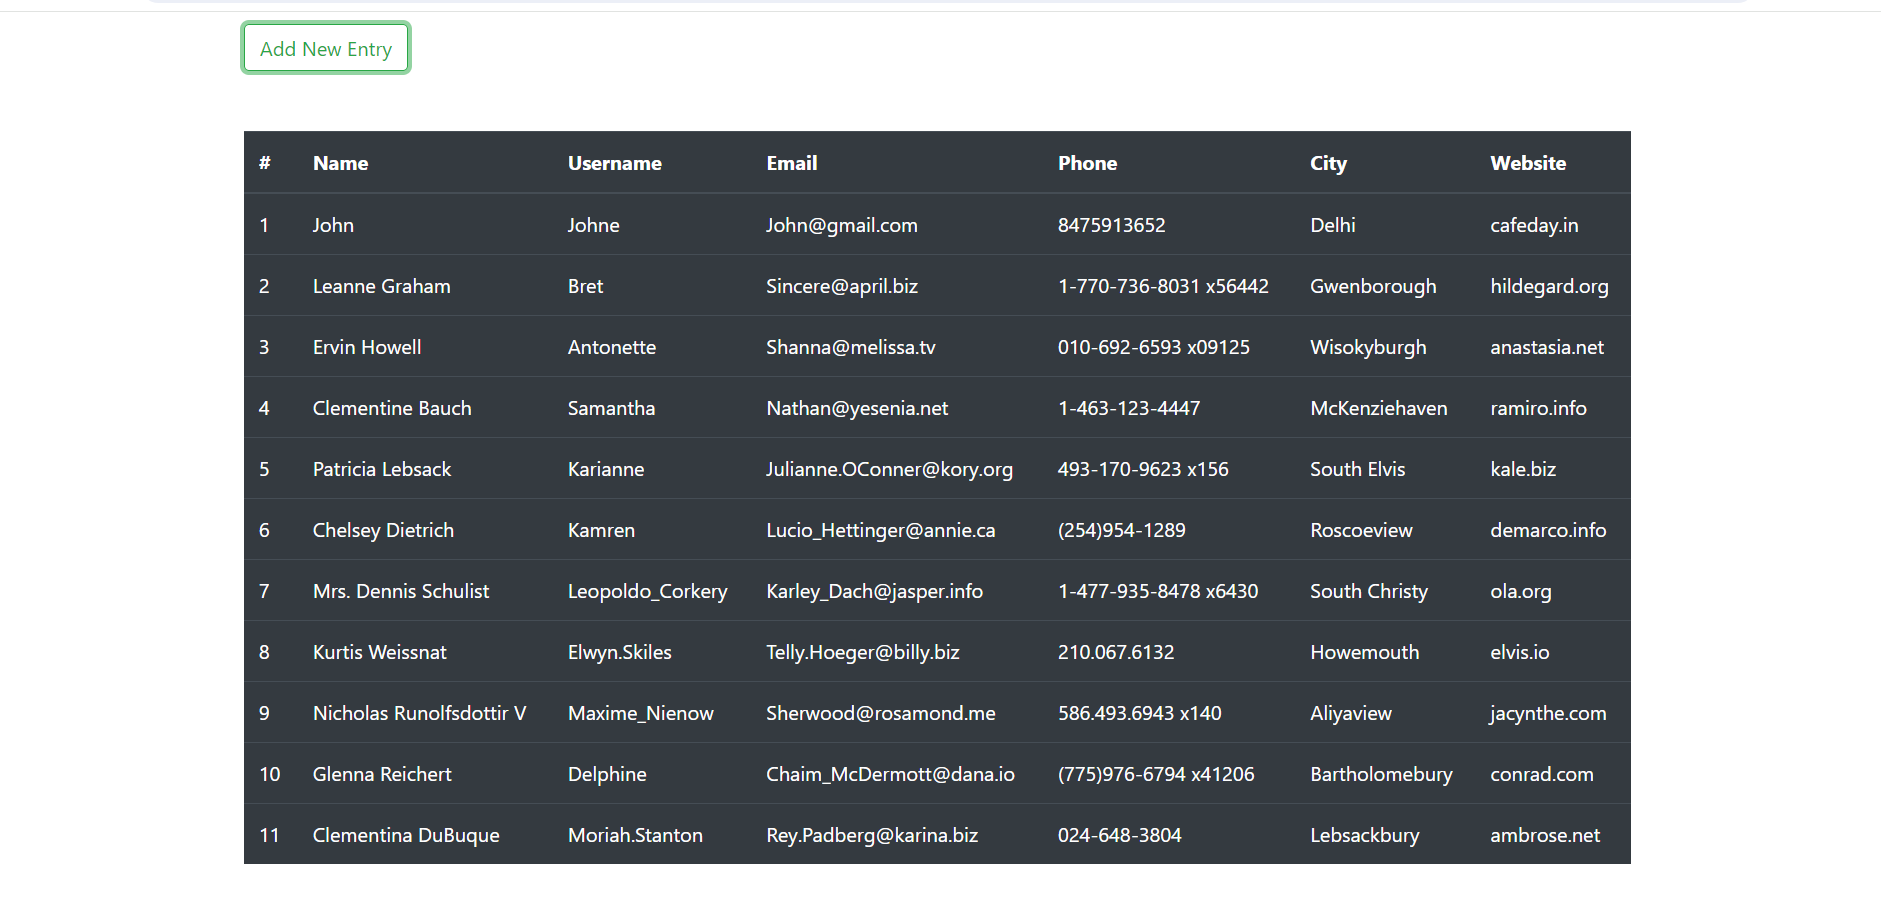 Add New Entry
# Name Username Email Phone City Website
1 John Johne John@gmail.com 8475913652 Delhi cafeday.in
2 Leanne Graham Bret Sincere@april.biz 1-770-736-8031 x56442 Gwenborough hildegard.org
3 Ervin Howell Antonette Shanna@melissa.tv 010-692-6593 x09125 Wisokyburgh anastasia.net
4 Clementine Bauch Samantha Nathan@yesenia.net 1-463-123-4447 McKenziehaven ramiro.info
5 Patricia Lebsack Karianne Julianne.OConner@kory.org 493-170-9623 x156 South Elvis kale.biz
6 Chelsey Dietrich Kamren Lucio_Hettinger@annie.ca (254)954-1289 Roscoeview demarco.info
7 Mrs. Dennis Schulist Leopoldo_Corkery Karley_Dach@jasper.info 1-477-935-8478 x6430 South Christy ola.org
8 Kurtis Weissnat Elwyn.Skiles Telly.Hoeger@billy.biz 210.067.6132 Howemouth elvis.io
9 Nicholas Runolfsdottir V Maxime_Nienow Sherwood@rosamond.me 586.493.6943 x140 Aliyaview jacynthe.com
10 Glenna Reichert Delphine Chaim_McDermott@dana.io (775)976-6794 x41206 Bartholomebury conrad.com
11 Clementina DuBuque Moriah.Stanton Rey.Padberg@karina.biz 024-648-3804 Lebsackbury ambrose.net